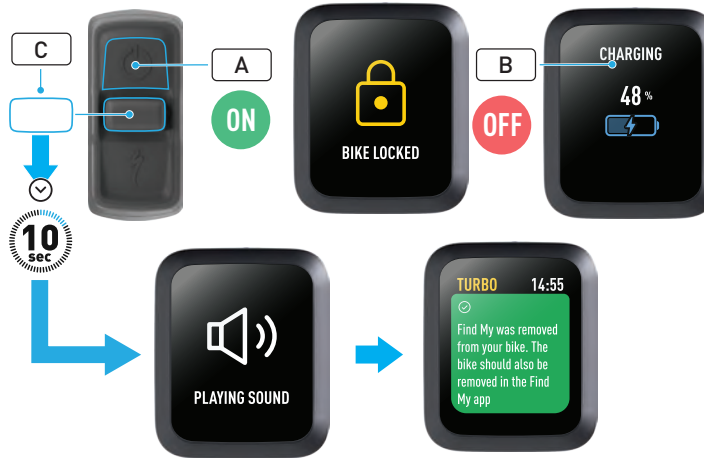 C
A
ON
BIKE LOCKED
B
OFF
CHARGING
48 %
10
sec
PLAYING SOUND
TURBO 14:55
Find My was removed
from your bike. The
bike should also be
removed in the Find
My app